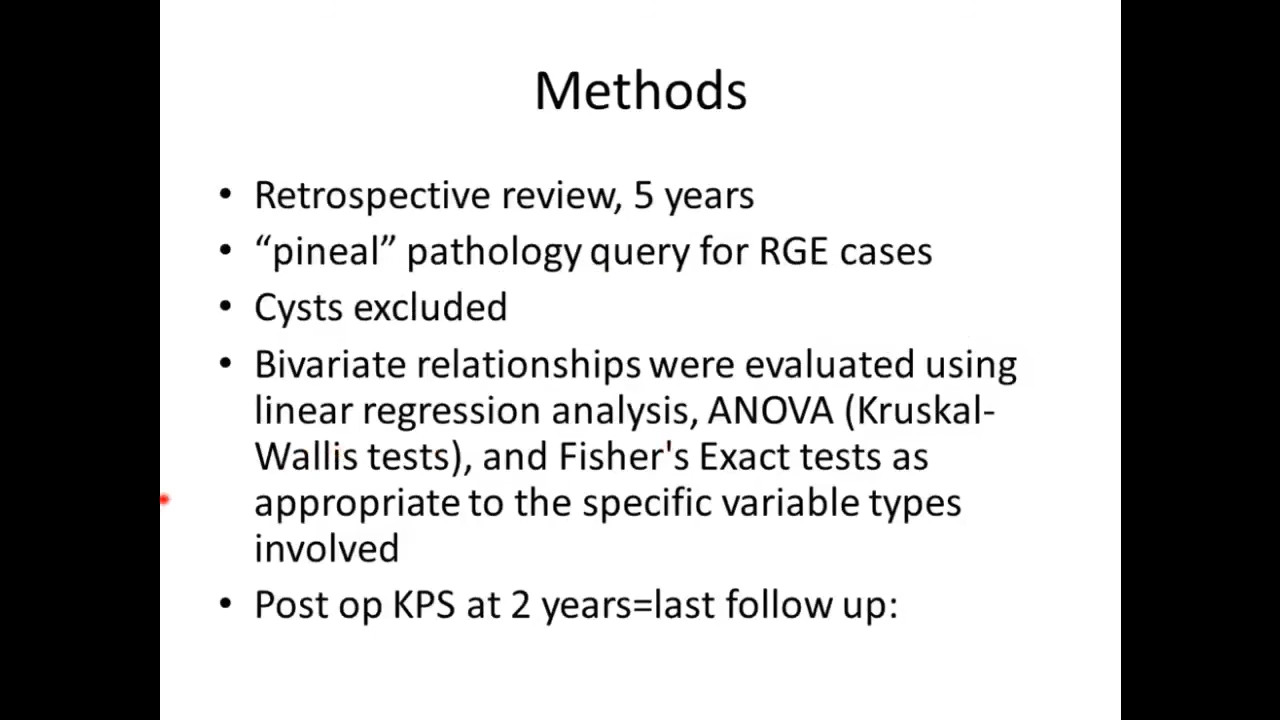 Methods
• Retrospective review, 5 years
• “pineal” pathology query for RGE cases
• Cysts excluded
• Bivariate relationships were evaluated using
linear regression analysis, ANOVA (Kruskal-
Wallis tests), and Fisher's Exact tests as
appropriate to the specific variable types
involved
• Post op KPS at 2 years=last follow up: